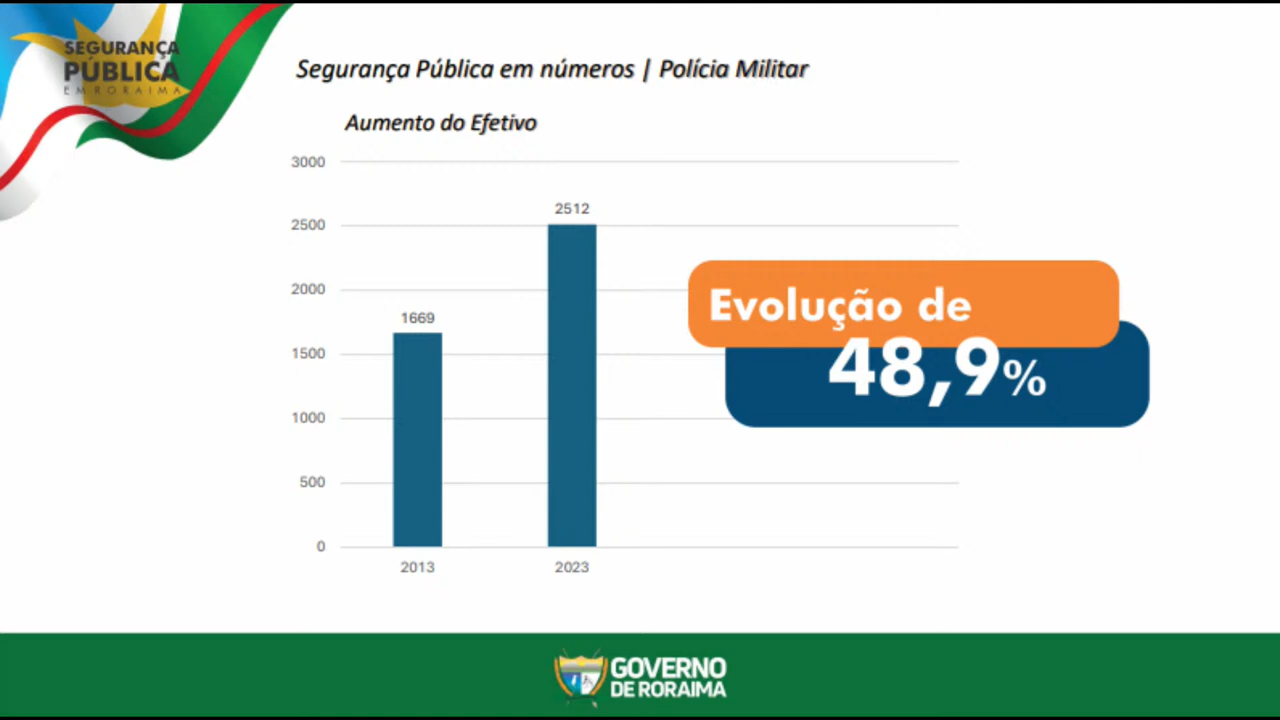 SEGURANÇA
PÚBLICA
EM RORAIMA
Segurança Pública em números | Polícia Militar
Aumento do Efetivo
3000
2500
2000
1500
1000
500
0
1669
2512
2013
2023
Evolução de
48,9%
GOVERNO
DE RORAIMA